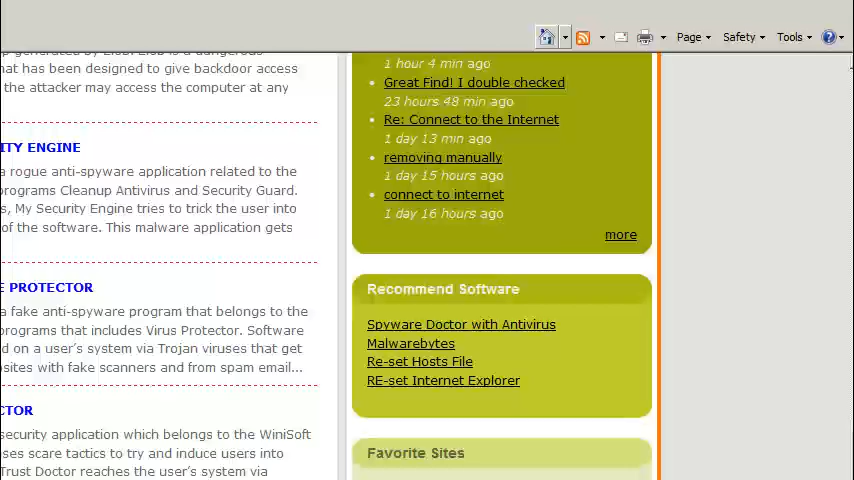 Page
Safety
Tools
hat has been designed to give backdoor access
the attacker may access the computer at any
ITY ENGINE
a rogue anti-spyware application related to the
programs Cleanup Antivirus and Security Guard.
s, My Security Engine tries to trick the user into
of the software. This malware application gets
E PROTECTOR
a fake anti-spyware program that belongs to the
programs that includes Virus Protector. Software
d on a user's system via Trojan viruses that get
sites with fake scanners and from spam email...
CTOR
security application which belongs to the WiniSoft
ses scare tactics to try and induce users into
Trust Doctor reaches the user's system via
1 hour 4 min ago
Great Find! I double checked
23 hours 48 min ago
Re: Connect to the Internet
1 day 13 min ago
removing manually
1 day 15 hours ago
connect to internet
1 day 16 hours ago
more
Recommend Software
Spyware Doctor with Antivirus
Malwarebytes
Re-set Hosts File
RE-set Internet Explorer
Favorite Sites